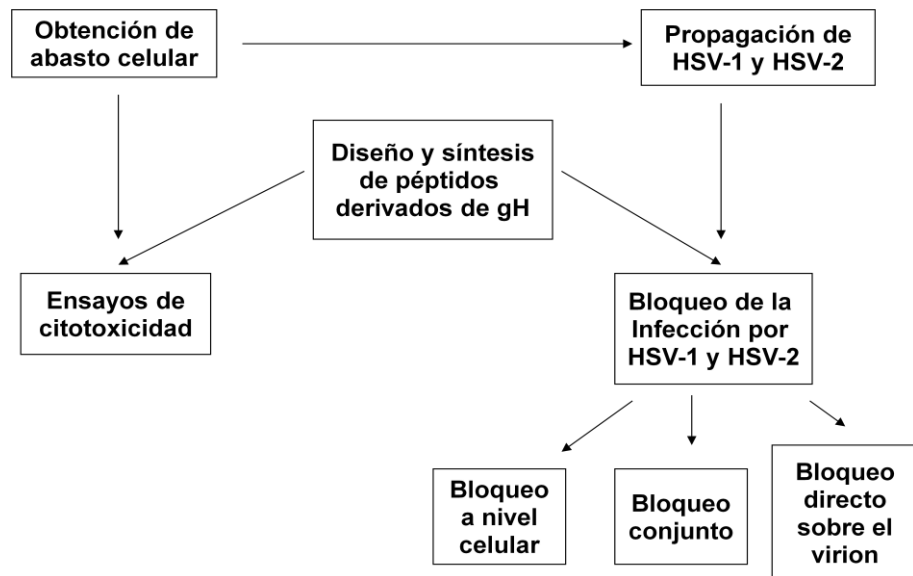 Obtención de
abasto celular
Propagación de
HSV-1 y HSV-2
Diseño y síntesis
de péptidos
derivados de gH
Ensayos de
citotoxicidad
Bloqueo de la
Infección por
HSV-1 y HSV-2
Bloqueo
a nivel
celular
Bloqueo
conjunto
Bloqueo
directo
sobre el
virion